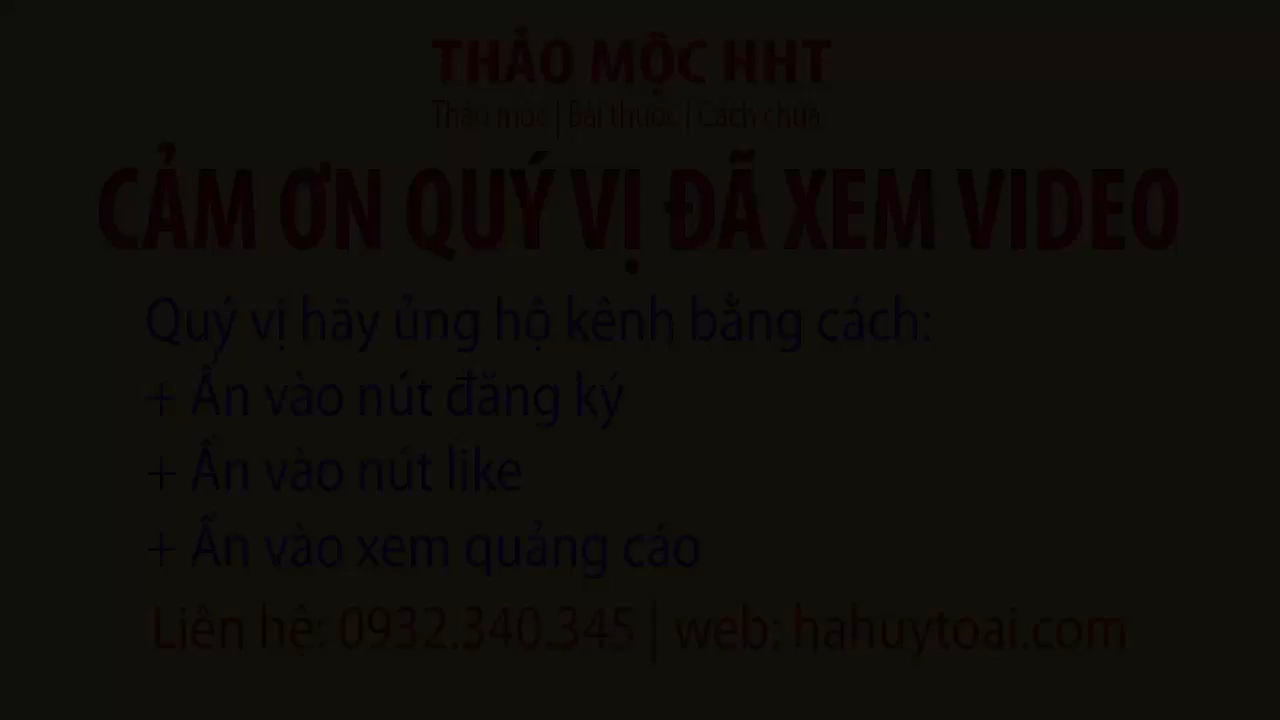 THẢO MỘC HHT
Thảo mộc | Bài thuốc | Cách chữa
CẢM ƠN QUÝ VỊ ĐÃ XEM VIDEO
Quý vị hãy ủng hộ kênh bằng cách:
+ Ấn vào nút đăng ký
+ Ấn vào nút like
+ Ấn vào xem quảng cáo
Liên hệ: 0932.340.345 | web: hahuytoai.com